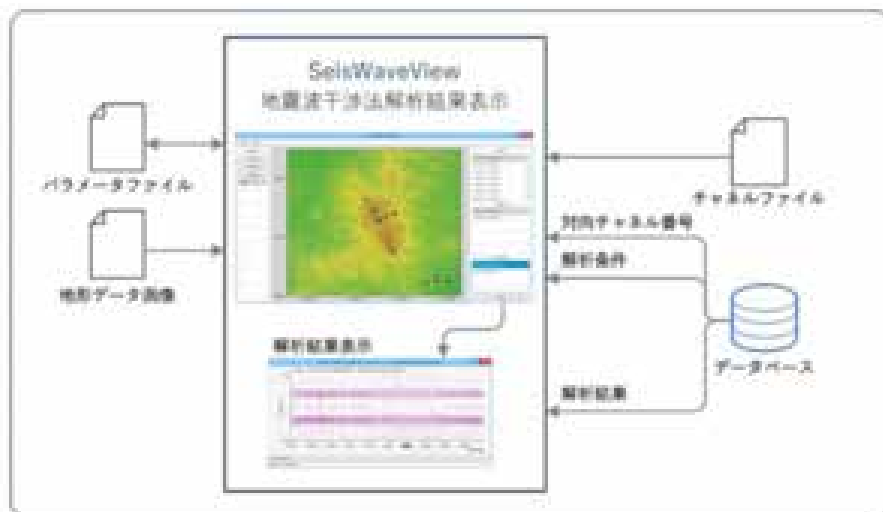 SeisWaveView
地震波干渉法解析結果表示
パラメータファイル
地形データ画像
チャネルファイル
対向チャネル番号
解析条件
データベース
解析結果表示
解析結果